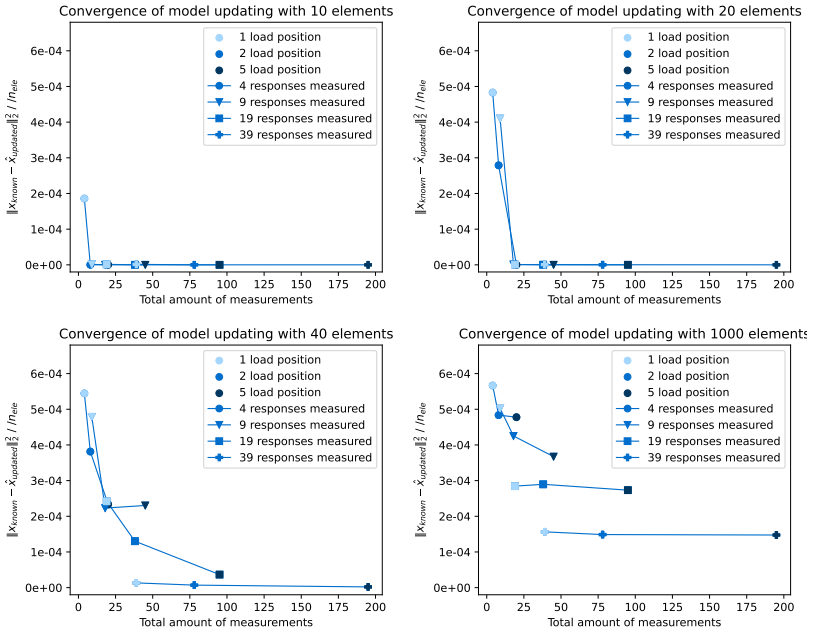 Convergence of model updating with 10 elements
‖x_known − x̂_updated‖₂² / /n_ele
6e-04
5e-04
4e-04
3e-04
2e-04
1e-04
0e+00
1 load position
2 load position
5 load position
4 responses measured
9 responses measured
19 responses measured
39 responses measured
0 25 50 75 100 125 150 175 200
Total amount of measurements
Convergence of model updating with 20 elements
‖x_known − x̂_updated‖₂² / /n_ele
6e-04
5e-04
4e-04
3e-04
2e-04
1e-04
0e+00
1 load position
2 load position
5 load position
4 responses measured
9 responses measured
19 responses measured
39 responses measured
0 25 50 75 100 125 150 175 200
Total amount of measurements
Convergence of model updating with 40 elements
‖x_known − x̂_updated‖₂² / /n_ele
6e-04
5e-04
4e-04
3e-04
2e-04
1e-04
0e+00
1 load position
2 load position
5 load position
4 responses measured
9 responses measured
19 responses measured
39 responses measured
0 25 50 75 100 125 150 175 200
Total amount of measurements
Convergence of model updating with 1000 elements
‖x_known − x̂_updated‖₂² / /n_ele
6e-04
5e-04
4e-04
3e-04
2e-04
1e-04
0e+00
1 load position
2 load position
5 load position
4 responses measured
9 responses measured
19 responses measured
39 responses measured
0 25 50 75 100 125 150 175 200
Total amount of measurements